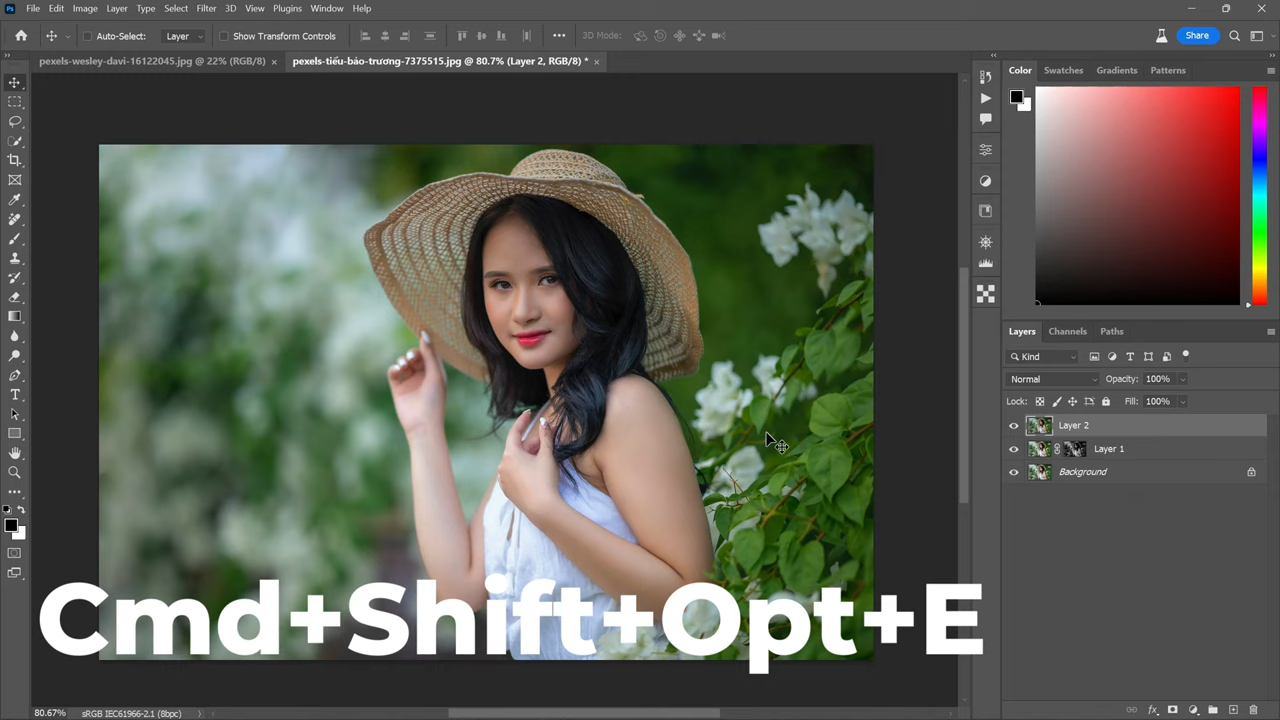 Ps File Edit Image Layer Type Select Filter 3D View Plugins Window Help
Auto-Select: Layer Show Transform Controls 3D Mode: Share
pexels-wesley-davi-16122045.jpg @ 22% (RGB/8) × pexels-tiếu-bảo-trương-7375515.jpg @ 80.7% (Layer 2, RGB/8) * ×
Color Swatches Gradients Patterns
Layers Channels Paths
Kind
Normal Opacity: 100%
Lock: Fill: 100%
Layer 2
Layer 1
Background
Cmd+Shift+Opt+E
80.67% sRGB IEC61966-2.1 (8bpc)